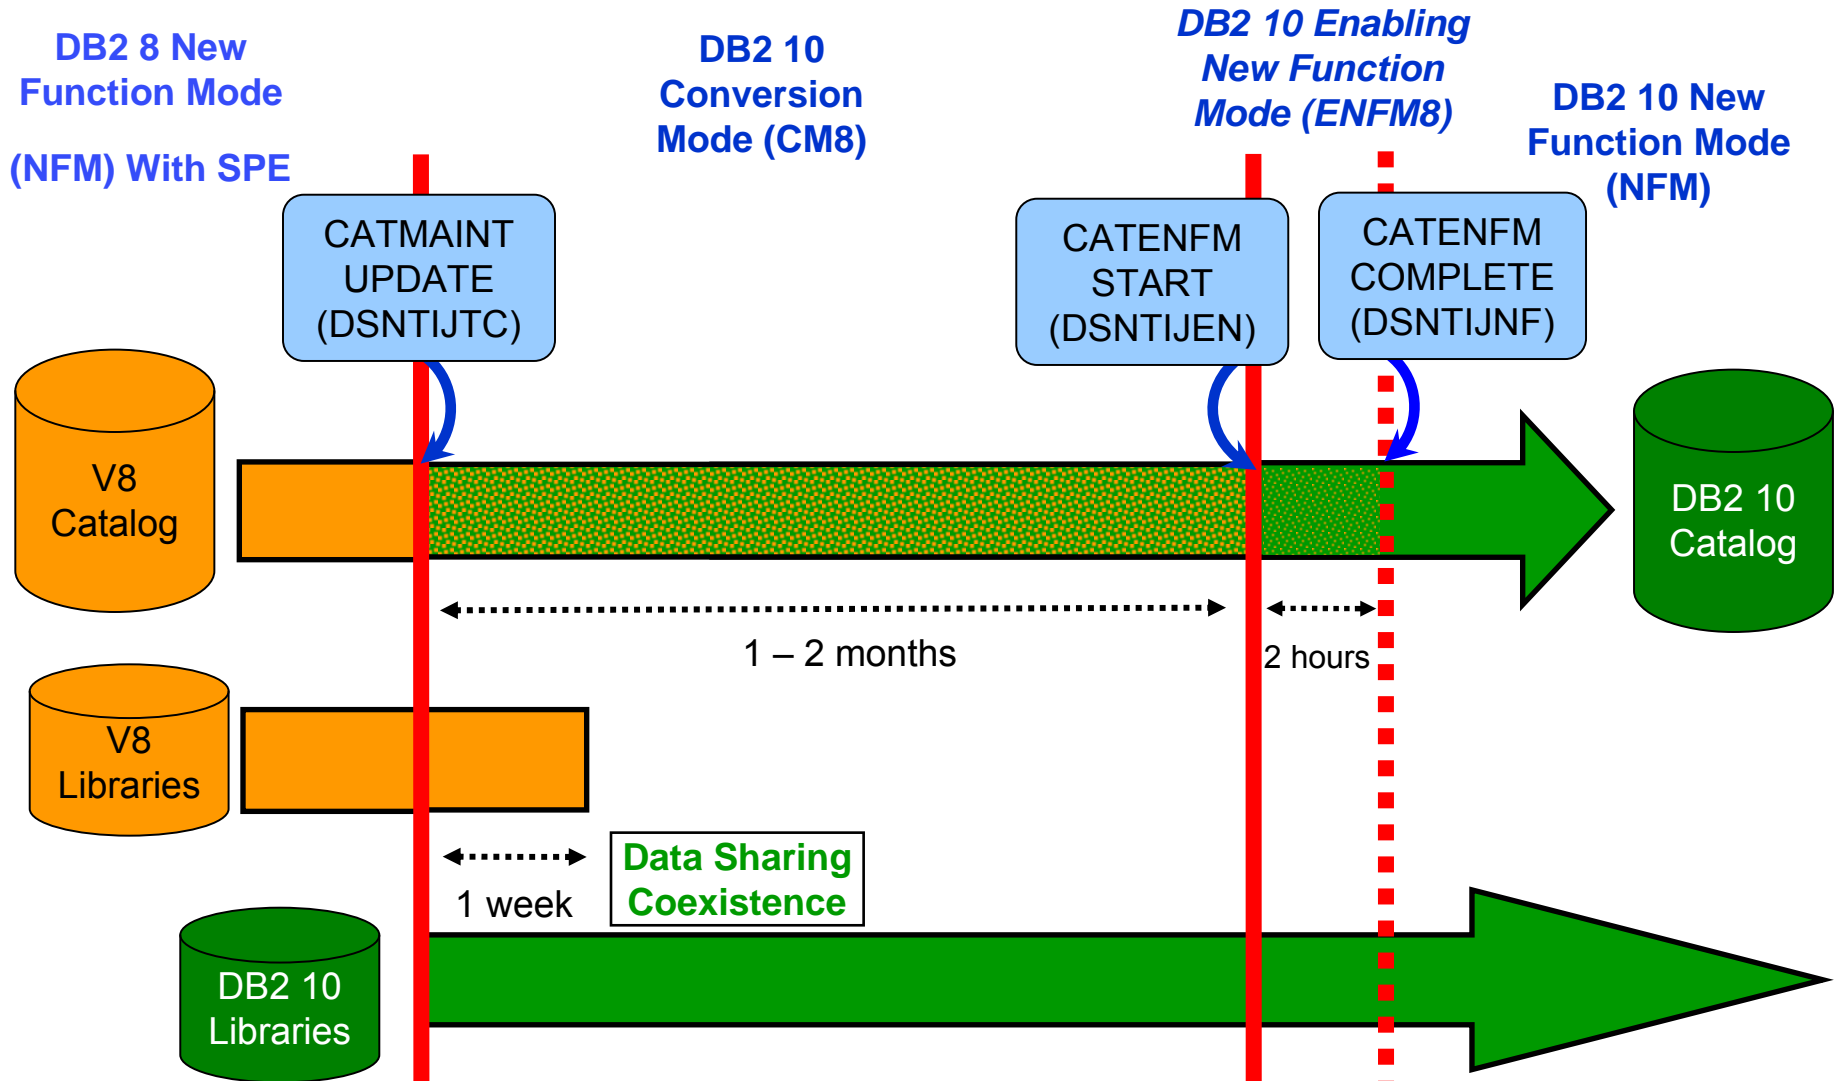 DB2 8 New
Function Mode
(NFM) With SPE
DB2 10
Conversion
Mode (CM8)
DB2 10 Enabling
New Function
Mode (ENFM8)
DB2 10 New
Function Mode
(NFM)
CATMAINT
UPDATE
(DSNTIJTC)
CATENFM
START
(DSNTIJEN)
CATENFM
COMPLETE
(DSNTIJNF)
V8
Catalog
DB2 10
Catalog
1 – 2 months
2 hours
V8
Libraries
1 week
Data Sharing
Coexistence
DB2 10
Libraries